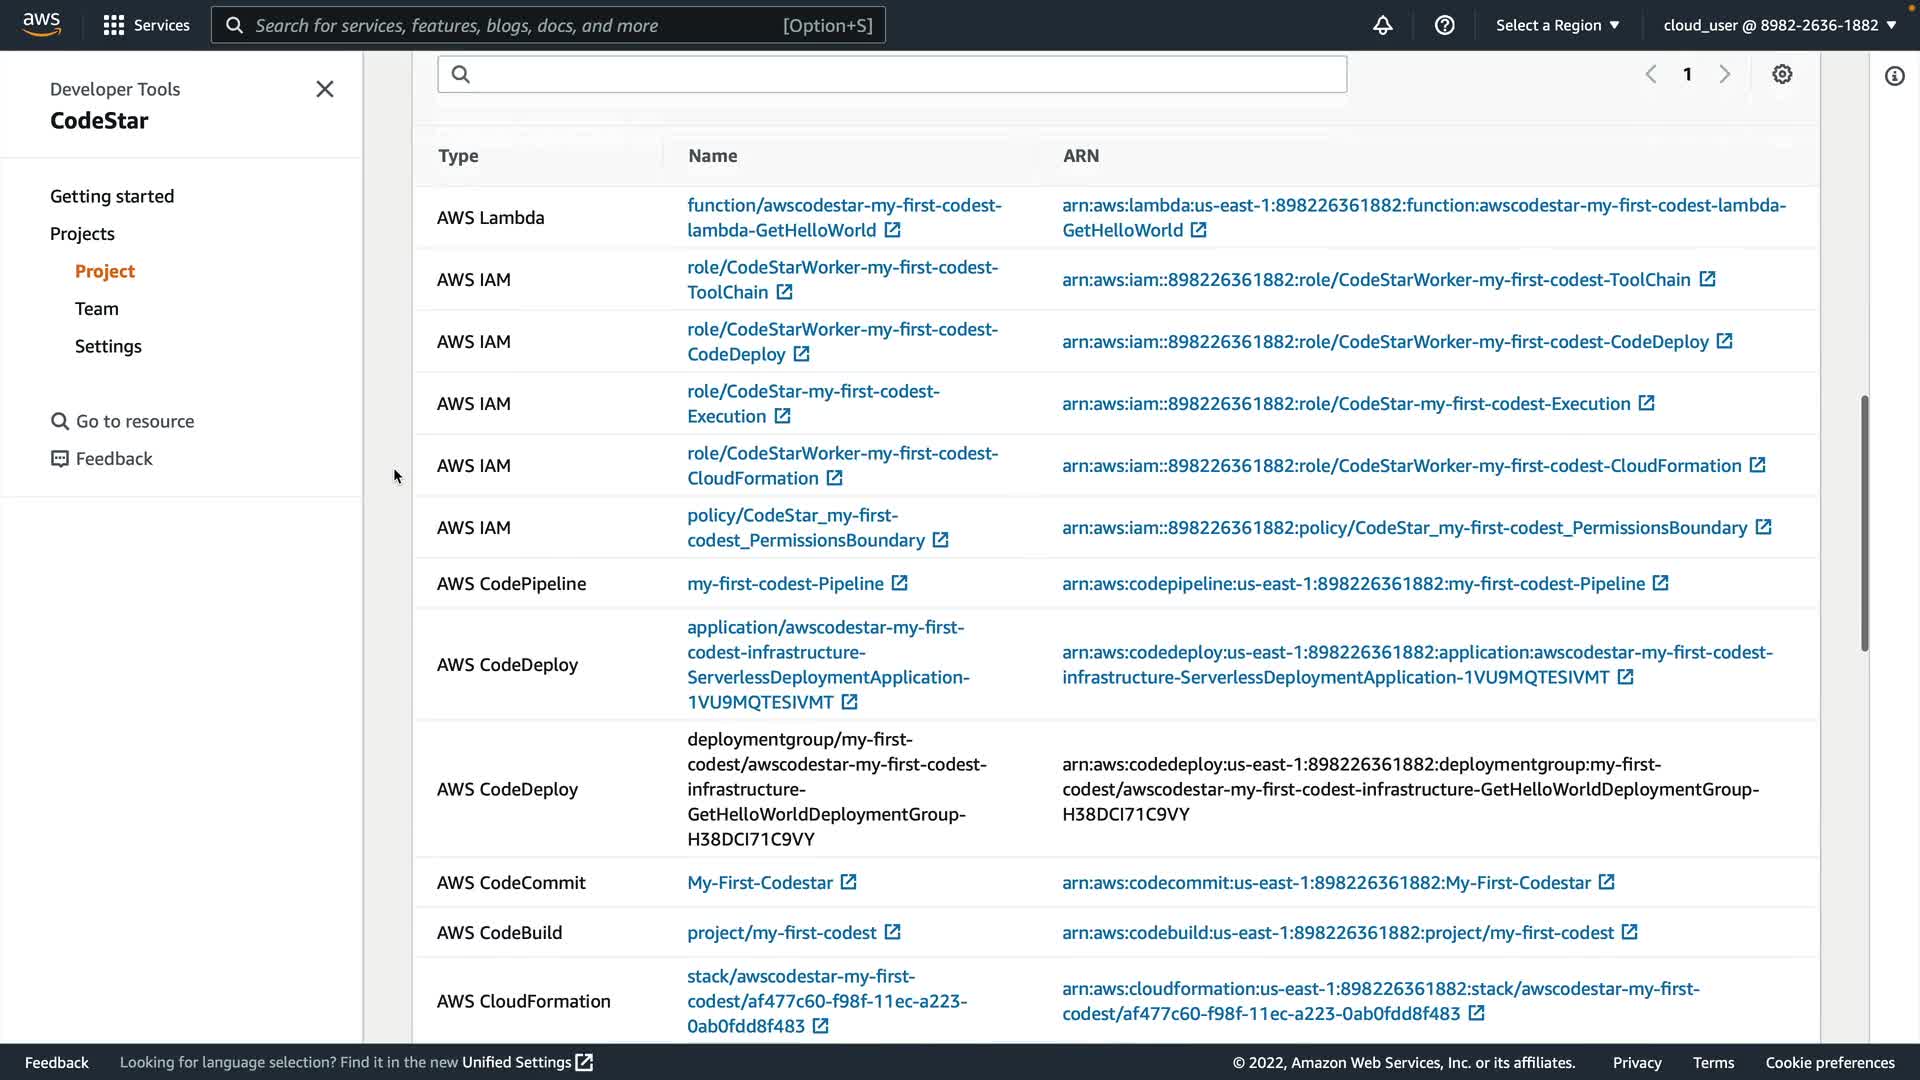 aws
Services
Search for services, features, blogs, docs, and more
[Option+S]
Select a Region
cloud_user @ 8982-2636-1882
Developer Tools
CodeStar
Getting started
Projects
Project
Team
Settings
Go to resource
Feedback
1
Type Name ARN
AWS Lambda
function/awscodestar-my-first-codest-
lambda-GetHelloWorld
arn:aws:lambda:us-east-1:898226361882:function:awscodestar-my-first-codest-lambda-
GetHelloWorld
AWS IAM
role/CodeStarWorker-my-first-codest-
ToolChain
arn:aws:iam::898226361882:role/CodeStarWorker-my-first-codest-ToolChain
AWS IAM
role/CodeStarWorker-my-first-codest-
CodeDeploy
arn:aws:iam::898226361882:role/CodeStarWorker-my-first-codest-CodeDeploy
AWS IAM
role/CodeStar-my-first-codest-
Execution
arn:aws:iam::898226361882:role/CodeStar-my-first-codest-Execution
AWS IAM
role/CodeStarWorker-my-first-codest-
CloudFormation
arn:aws:iam::898226361882:role/CodeStarWorker-my-first-codest-CloudFormation
AWS IAM
policy/CodeStar_my-first-
codest_PermissionsBoundary
arn:aws:iam::898226361882:policy/CodeStar_my-first-codest_PermissionsBoundary
AWS CodePipeline
my-first-codest-Pipeline
arn:aws:codepipeline:us-east-1:898226361882:my-first-codest-Pipeline
AWS CodeDeploy
application/awscodestar-my-first-
codest-infrastructure-
ServerlessDeploymentApplication-
1VU9MQTESIVMT
arn:aws:codedeploy:us-east-1:898226361882:application:awscodestar-my-first-codest-
infrastructure-ServerlessDeploymentApplication-1VU9MQTESIVMT
AWS CodeDeploy
deploymentgroup/my-first-
codest/awscodestar-my-first-codest-
infrastructure-
GetHelloWorldDeploymentGroup-
H38DCI71C9VY
arn:aws:codedeploy:us-east-1:898226361882:deploymentgroup:my-first-
codest/awscodestar-my-first-codest-infrastructure-GetHelloWorldDeploymentGroup-
H38DCI71C9VY
AWS CodeCommit
My-First-Codestar
arn:aws:codecommit:us-east-1:898226361882:My-First-Codestar
AWS CodeBuild
project/my-first-codest
arn:aws:codebuild:us-east-1:898226361882:project/my-first-codest
AWS CloudFormation
stack/awscodestar-my-first-
codest/af477c60-f98f-11ec-a223-
0ab0fdd8f483
arn:aws:cloudformation:us-east-1:898226361882:stack/awscodestar-my-first-
codest/af477c60-f98f-11ec-a223-0ab0fdd8f483
Feedback
Looking for language selection? Find it in the new Unified Settings
© 2022, Amazon Web Services, Inc. or its affiliates.
Privacy
Terms
Cookie preferences